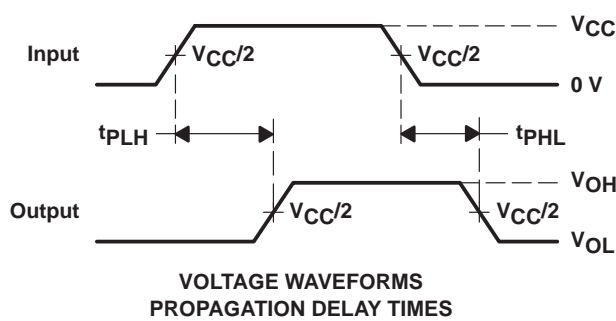 VCC
Input
VCC/2
VCC/2
0 V
tPLH
tPHL
VOH
Output
VCC/2
VCC/2
VOL
VOLTAGE WAVEFORMS
PROPAGATION DELAY TIMES